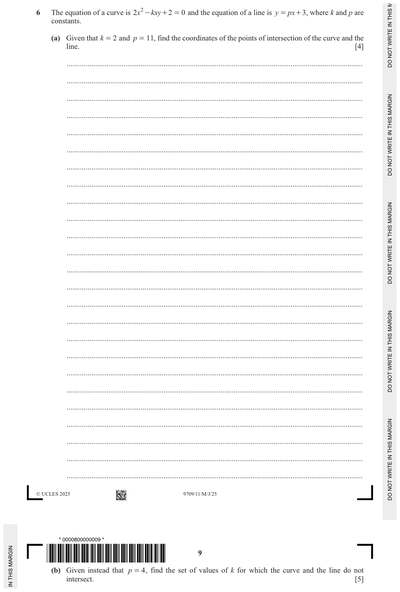 6 The equation of a curve is 2x² − kxy + 2 = 0 and the equation of a line is y = px + 3, where k and p are
constants.
(a) Given that k = 2 and p = 11, find the coordinates of the points of intersection of the curve and the
line. [4]
© UCLES 2025 9709/11/M/J/25
* 0000800000009 *
9
(b) Given instead that p = 4, find the set of values of k for which the curve and the line do not
intersect. [5]
DO NOT WRITE IN THIS M
DO NOT WRITE IN THIS MARGIN
DO NOT WRITE IN THIS MARGIN
DO NOT WRITE IN THIS MARGIN
DO NOT WRITE IN THIS MARGIN
IN THIS MARGIN